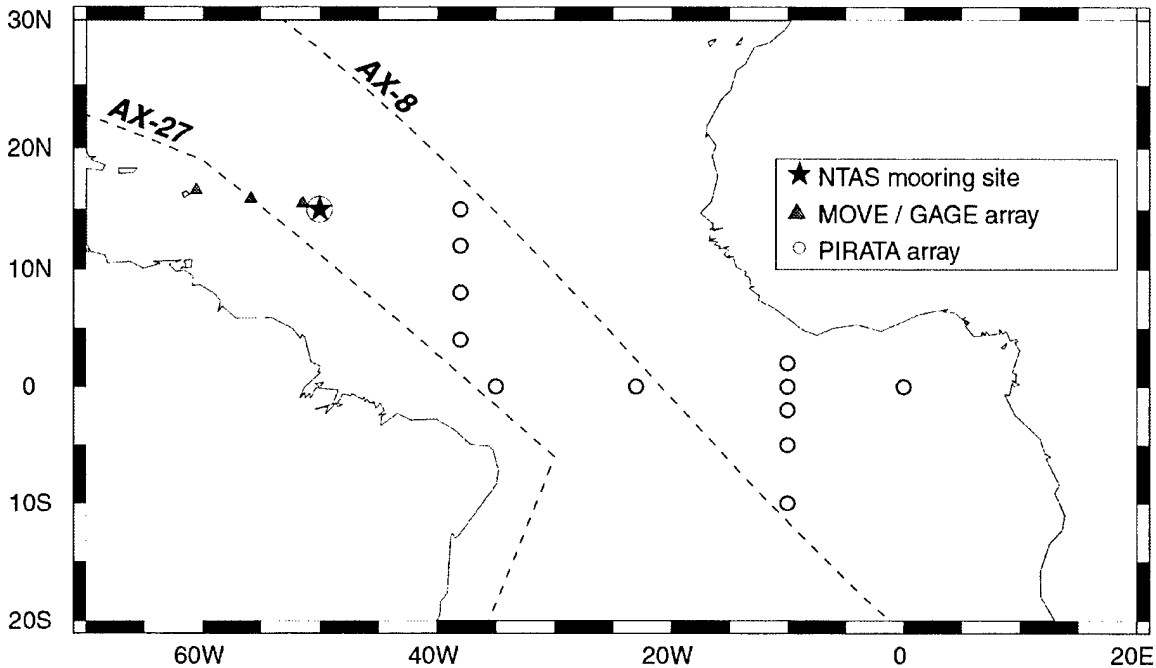 30N
AX-8
AX-27
20N
NTAS mooring site
MOVE / GAGE array
PIRATA array
10N
0
10S
20S
60W
40W
20W
0
20E